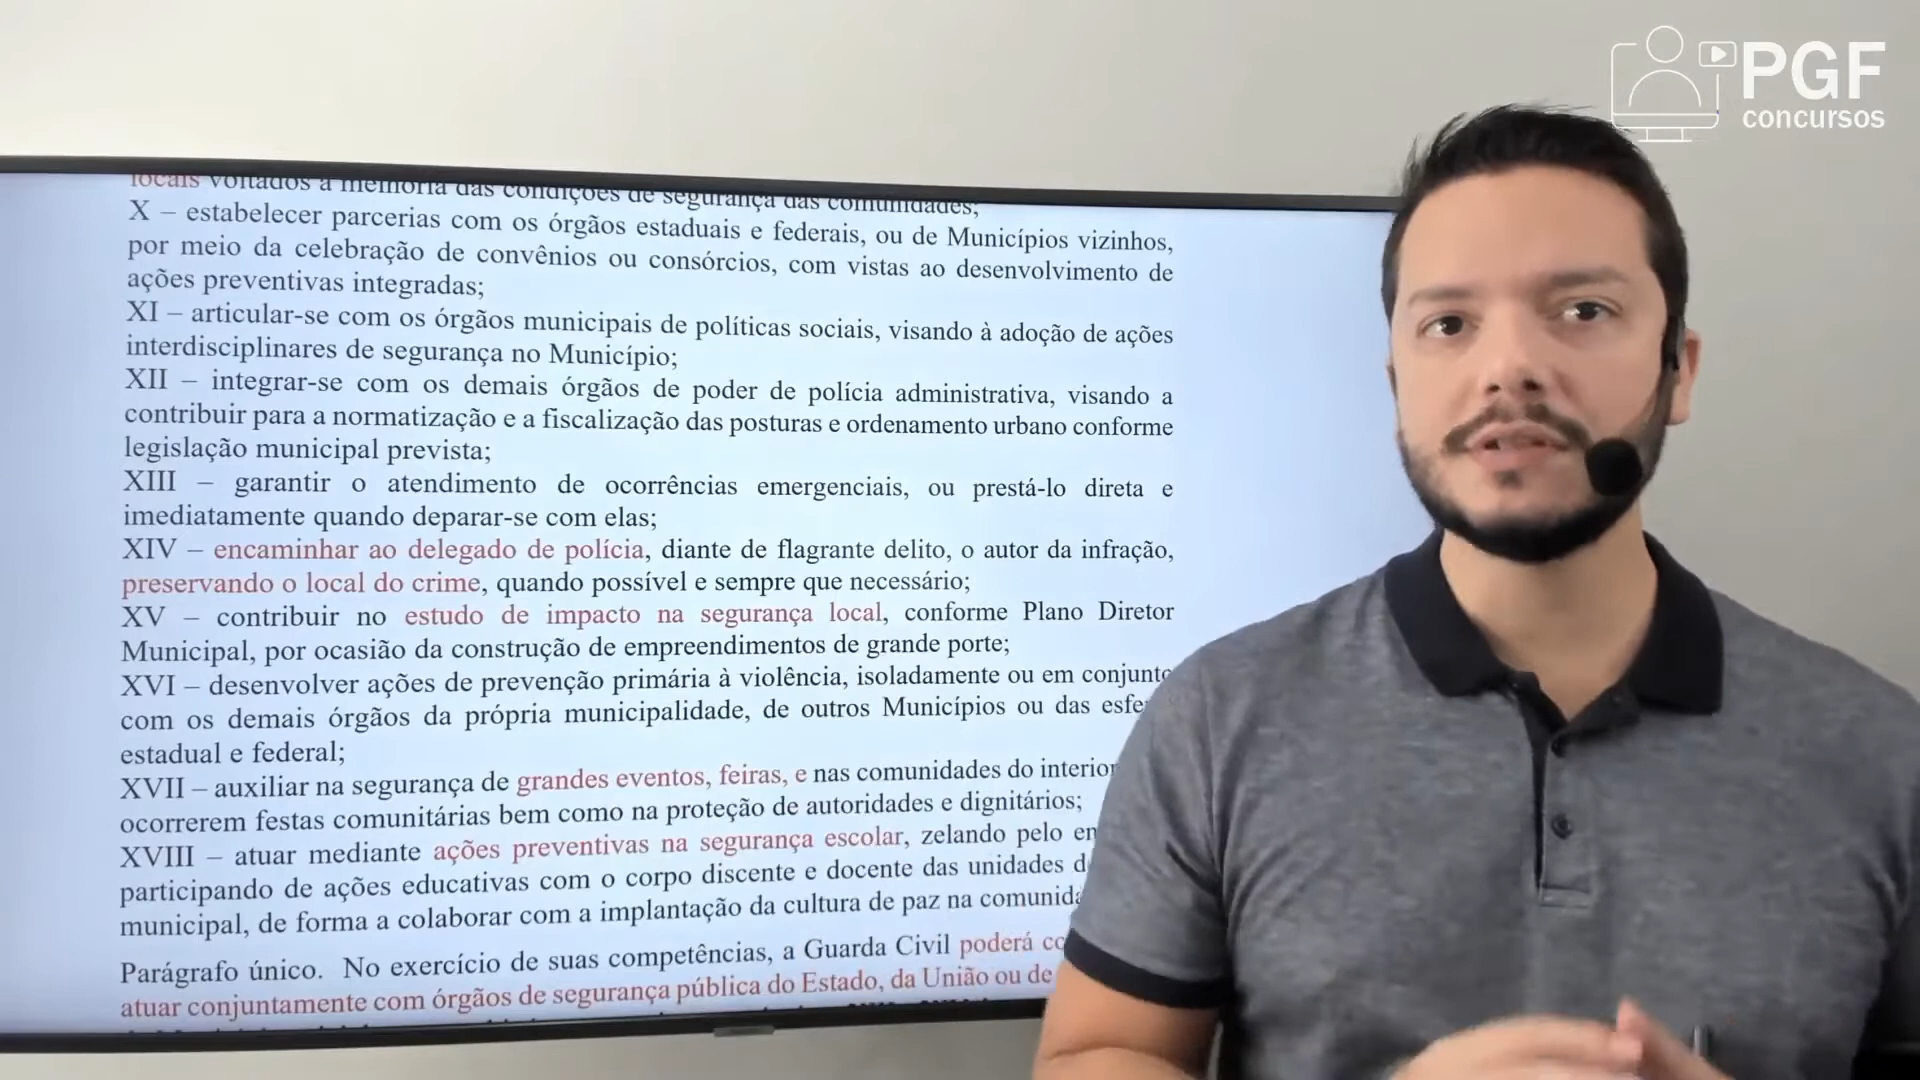 PGF
concursos
locais voltados à memória das condições de segurança das comunidades;
X – estabelecer parcerias com os órgãos estaduais e federais, ou de Municípios vizinhos,
por meio da celebração de convênios ou consórcios, com vistas ao desenvolvimento de
ações preventivas integradas;
XI – articular-se com os órgãos municipais de políticas sociais, visando à adoção de ações
interdisciplinares de segurança no Município;
XII – integrar-se com os demais órgãos de poder de polícia administrativa, visando a
contribuir para a normatização e a fiscalização das posturas e ordenamento urbano conforme
legislação municipal prevista;
XIII – garantir o atendimento de ocorrências emergenciais, ou prestá-lo direta e
imediatamente quando deparar-se com elas;
XIV – encaminhar ao delegado de polícia, diante de flagrante delito, o autor da infração,
preservando o local do crime, quando possível e sempre que necessário;
XV – contribuir no estudo de impacto na segurança local, conforme Plano Diretor
Municipal, por ocasião da construção de empreendimentos de grande porte;
XVI – desenvolver ações de prevenção primária à violência, isoladamente ou em conjunto
com os demais órgãos da própria municipalidade, de outros Municípios ou das
estadual e federal;
XVII – auxiliar na segurança de grandes eventos, feiras, e nas comunidades do interior
ocorrerem festas comunitárias bem como na proteção de autoridades e dignitários;
XVIII – atuar mediante ações preventivas na segurança escolar, zelando pelo
participando de ações educativas com o corpo discente e docente das unidades
municipal, de forma a colaborar com a implantação da cultura de paz na
Parágrafo único. No exercício de suas competências, a Guarda Civil poderá
atuar conjuntamente com órgãos de segurança pública do Estado, da União ou de